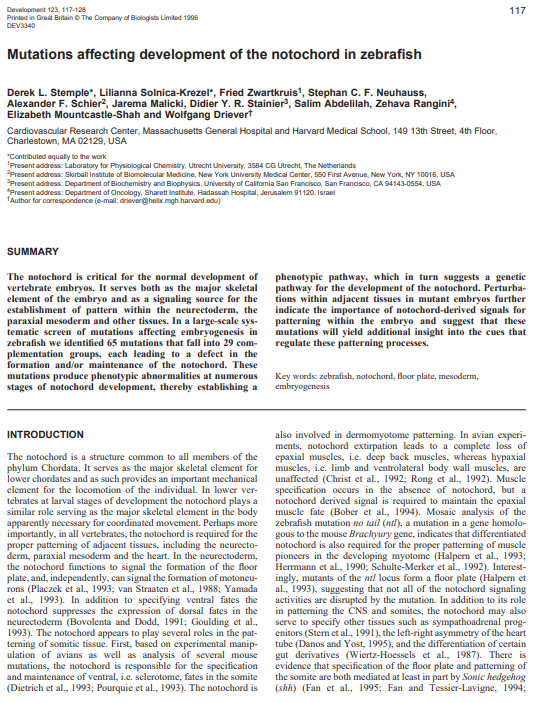 Development 123, 117-128
Printed in Great Britain © The Company of Biologists Limited 1996
DEV3340
117
Mutations affecting development of the notochord in zebrafish
Derek L. Stemple*, Lilianna Solnica-Krezel*, Fried Zwartkruis¹, Stephan C. F. Neuhauss,
Alexander F. Schier², Jarema Malicki, Didier Y. R. Stainier³, Salim Abdelilah, Zehava Rangini⁴,
Elizabeth Mountcastle-Shah and Wolfgang Driever†
Cardiovascular Research Center, Massachusetts General Hospital and Harvard Medical School, 149 13th Street, 4th Floor,
Charlestown, MA 02129, USA
*Contributed equally to the work
¹Present address: Laboratory for Physiological Chemistry, Utrecht University, 3584 CG Utrecht, The Netherlands
²Present address: Skirball Institute of Biomolecular Medicine, New York University Medical Center, 550 First Avenue, New York, NY 10016, USA
³Present address: Department of Biochemistry and Biophysics, University of California San Francisco, San Francisco, CA 94143-0554, USA
⁴Present address: Department of Oncology, Sharett Institute, Hadassah Hospital, Jerusalem 91120, Israel
†Author for correspondence (e-mail: driever@helix.mgh.harvard.edu)
SUMMARY
The notochord is critical for the normal development of
vertebrate embryos. It serves both as the major skeletal
element of the embryo and as a signaling source for the
establishment of pattern within the neurectoderm, the
paraxial mesoderm and other tissues. In a large-scale sys-
tematic screen of mutations affecting embryogenesis in
zebrafish we identified 65 mutations that fall into 29 com-
plementation groups, each leading to a defect in the
formation and/or maintenance of the notochord. These
mutations produce phenotypic abnormalities at numerous
stages of notochord development, thereby establishing a
phenotypic pathway, which in turn suggests a genetic
pathway for the development of the notochord. Perturba-
tions within adjacent tissues in mutant embryos further
indicate the importance of notochord-derived signals for
patterning within the embryo and suggest that these
mutations will yield additional insight into the cues that
regulate these patterning processes.
Key words: zebrafish, notochord, floor plate, mesoderm,
embryogenesis
INTRODUCTION
The notochord is a structure common to all members of the
phylum Chordata. It serves as the major skeletal element for
lower chordates and as such provides an important mechanical
element for the locomotion of the individual. In lower ver-
tebrates at larval stages of development the notochord plays a
similar role serving as the major skeletal element in the body
apparently necessary for coordinated movement. Perhaps more
importantly, in all vertebrates, the notochord is required for the
proper patterning of adjacent tissues, including the neurecto-
derm, paraxial mesoderm and the heart. In the neurectoderm,
the notochord functions to signal the formation of the floor
plate, and, independently, can signal the formation of motoneu-
rons (Placzek et al., 1993; van Straaten et al., 1988; Yamada
et al., 1993). In addition to specifying ventral fates the
notochord suppresses the expression of dorsal fates in the
neurectoderm (Bovolenta and Dodd, 1991; Goulding et al.,
1993). The notochord appears to play several roles in the pat-
terning of somitic tissue. First, based on experimental manip-
ulation of avians as well as analysis of several mouse
mutations, the notochord is responsible for the specification
and maintenance of ventral, i.e. sclerotome, fates in the somite
(Dietrich et al., 1993; Pourquie et al., 1993). The notochord is
also involved in dermomyotome patterning. In avian experi-
ments, notochord extirpation leads to a complete loss of
epaxial muscles, i.e. deep back muscles, whereas hypaxial
muscles, i.e. limb and ventrolateral body wall muscles, are
unaffected (Christ et al., 1992; Rong et al., 1992). Muscle
specification occurs in the absence of notochord, but a
notochord derived signal is required to maintain the epaxial
muscle fate (Bober et al., 1994). Mosaic analysis of the
zebrafish mutation no tail (ntl), a mutation in a gene homolo-
gous to the mouse Brachyury gene, indicates that differentiated
notochord is also required for the proper patterning of muscle
pioneers in the developing myotome (Halpern et al., 1993;
Herrmann et al., 1990; Schulte-Merker et al., 1992). Interest-
ingly, mutants of the ntl locus form a floor plate (Halpern et
al., 1993), suggesting that not all of the notochord signaling
activities are disrupted by the mutation. In addition to its role
in patterning the CNS and somites, the notochord may also
serve to specify other tissues such as sympathoadrenal prog-
enitors (Stern et al., 1991), the left-right asymmetry of the heart
tube (Danos and Yost, 1995), and the differentiation of certain
gut derivatives (Wiertz-Hoessels et al., 1987). There is
evidence that specification of the floor plate and patterning of
the somite are both mediated at least in part by Sonic hedgehog
(shh) (Fan et al., 1995; Fan and Tessier-Lavigne, 1994;